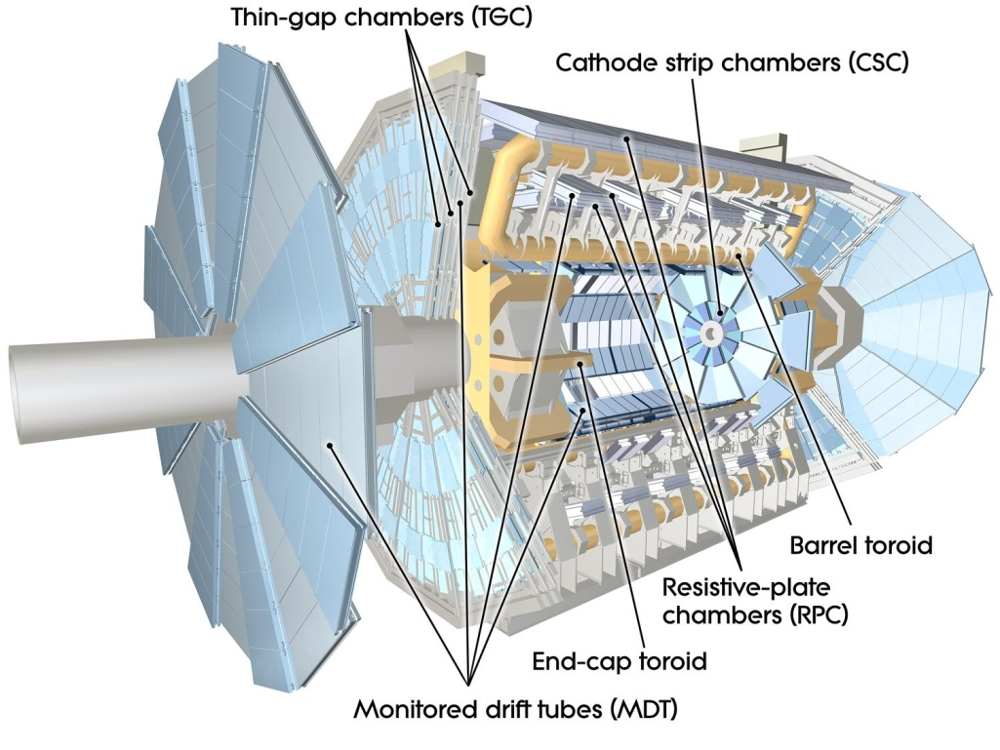 Thin-gap chambers (TGC)
Cathode strip chambers (CSC)
Barrel toroid
Resistive-plate
chambers (RPC)
End-cap toroid
Monitored drift tubes (MDT)